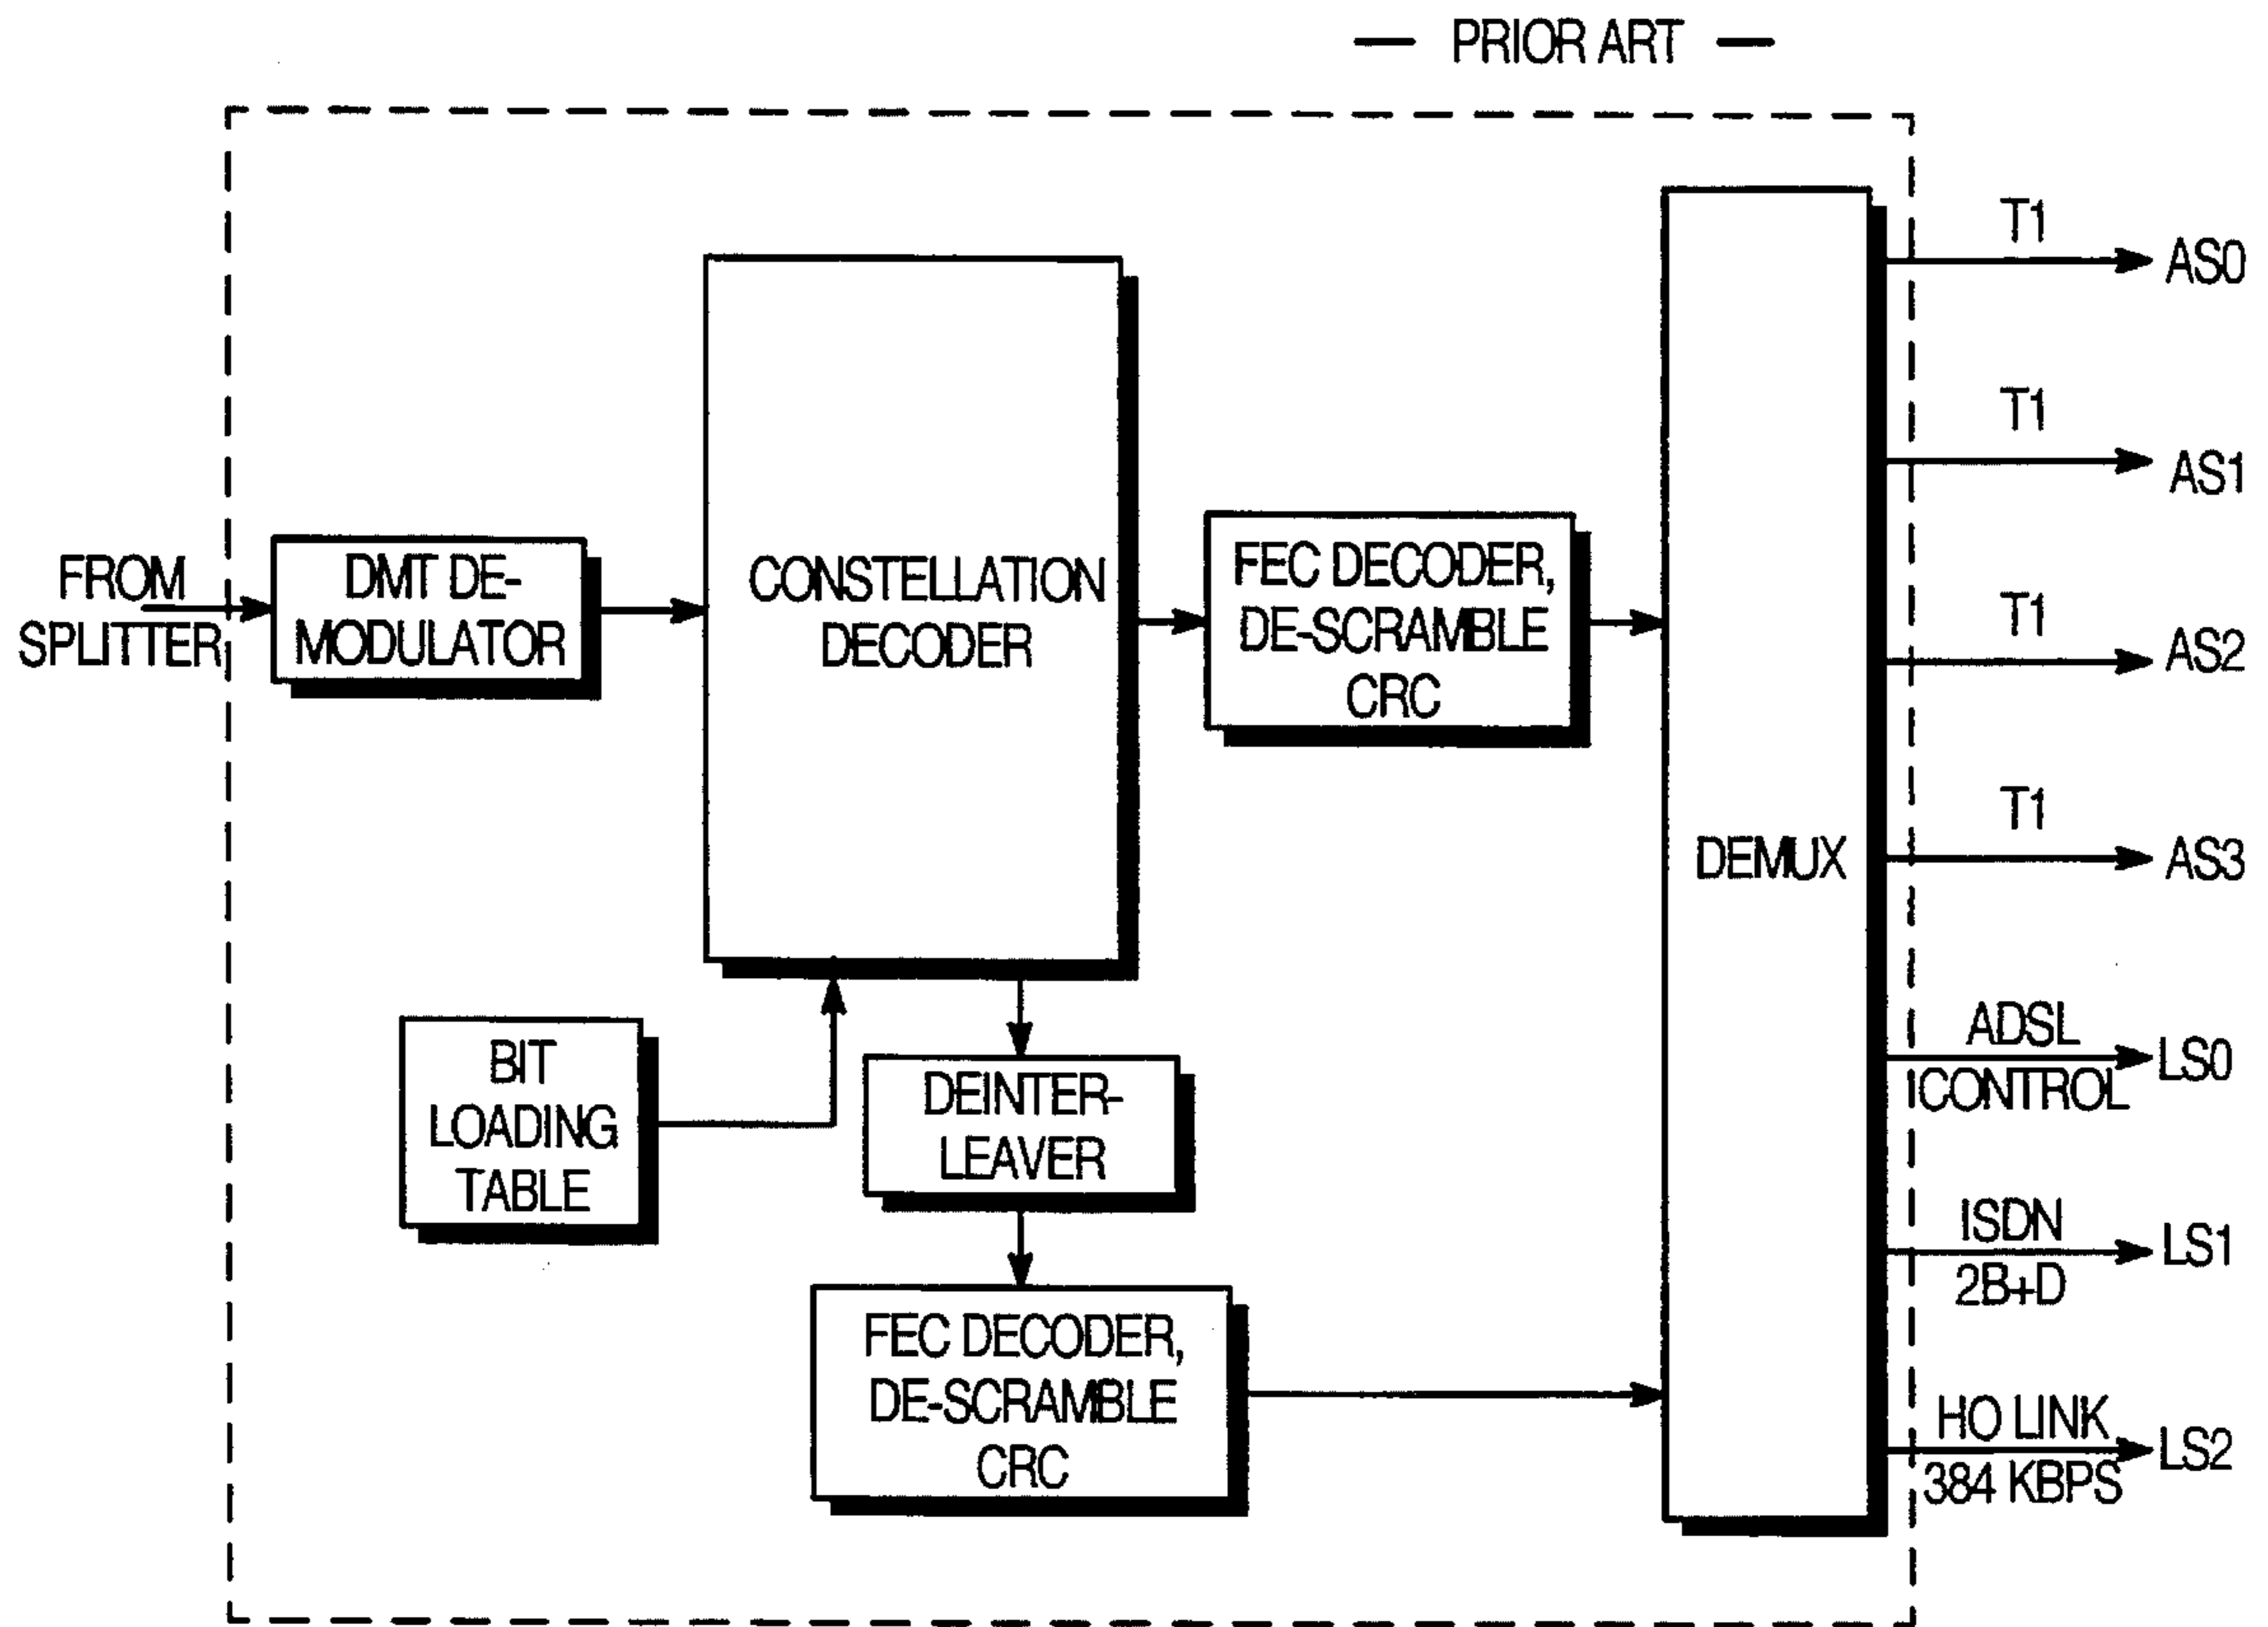 — PRIOR ART —
T1
AS0
T1
AS1
FROM
SPLITTER
DMT DE-
MODULATOR
CONSTELLATION
DECODER
FEC DECODER,
DE-SCRAMBLE
CRC
T1
AS2
T1
AS3
DEMUX
BIT
LOADING
TABLE
DEINTER-
LEAVER
ADSL
CONTROL
LS0
ISDN
2B+D
LS1
FEC DECODER,
DE-SCRAMBLE
CRC
HO LINK
384 KBPS
LS2